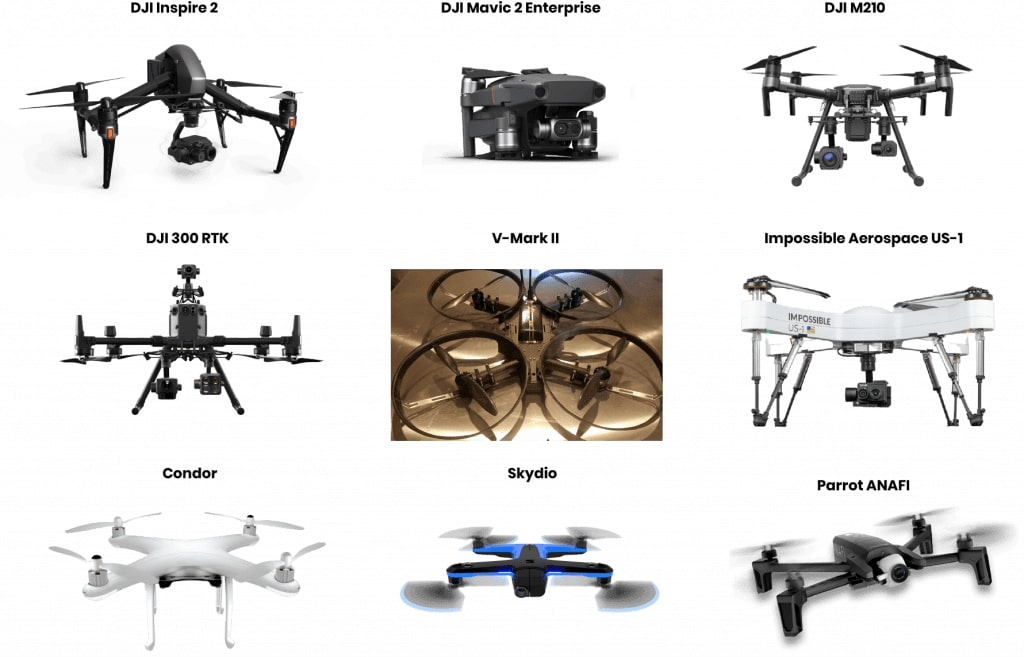 DJI Inspire 2
DJI Mavic 2 Enterprise
DJI M210
DJI 300 RTK
V-Mark II
Impossible Aerospace US-1
IMPOSSIBLE
US-1
Condor
Skydio
Parrot ANAFI